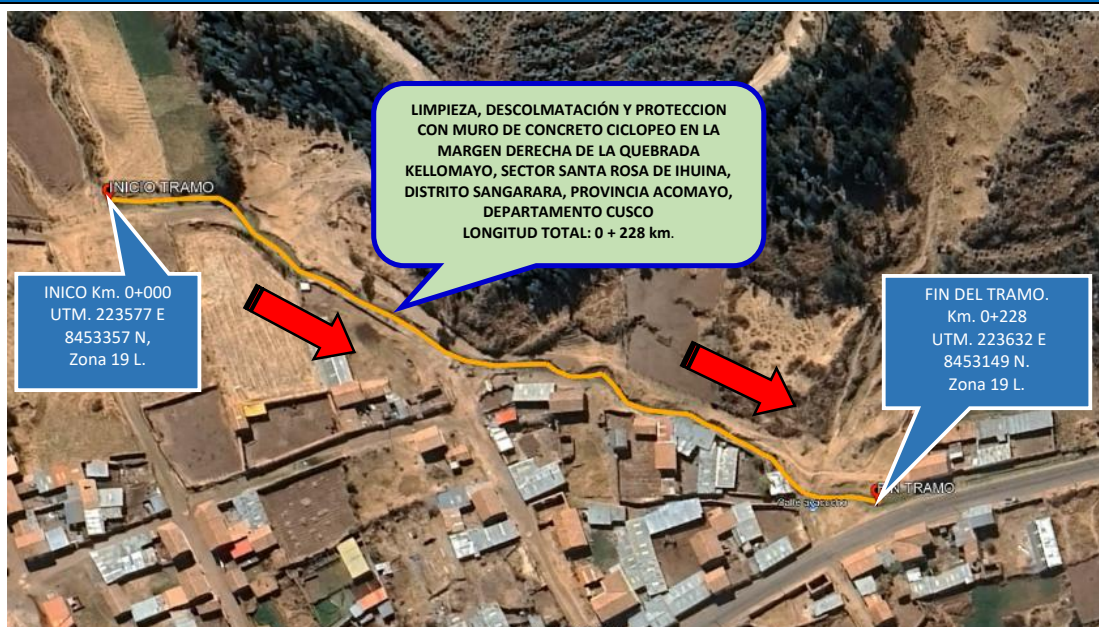 LIMPIEZA, DESCOLMATACIÓN Y PROTECCION
CON MURO DE CONCRETO CICLOPEO EN LA
MARGEN DERECHA DE LA QUEBRADA
KELLOMAYO, SECTOR SANTA ROSA DE IHUINA,
DISTRITO SANGARARA, PROVINCIA ACOMAYO,
DEPARTAMENTO CUSCO
LONGITUD TOTAL: 0 + 228 km.
INICIO TRAMO
INICO Km. 0+000
UTM. 223577 E
8453357 N,
Zona 19 L.
FIN DEL TRAMO.
Km. 0+228
UTM. 223632 E
8453149 N.
Zona 19 L.
FIN TRAMO
Calle